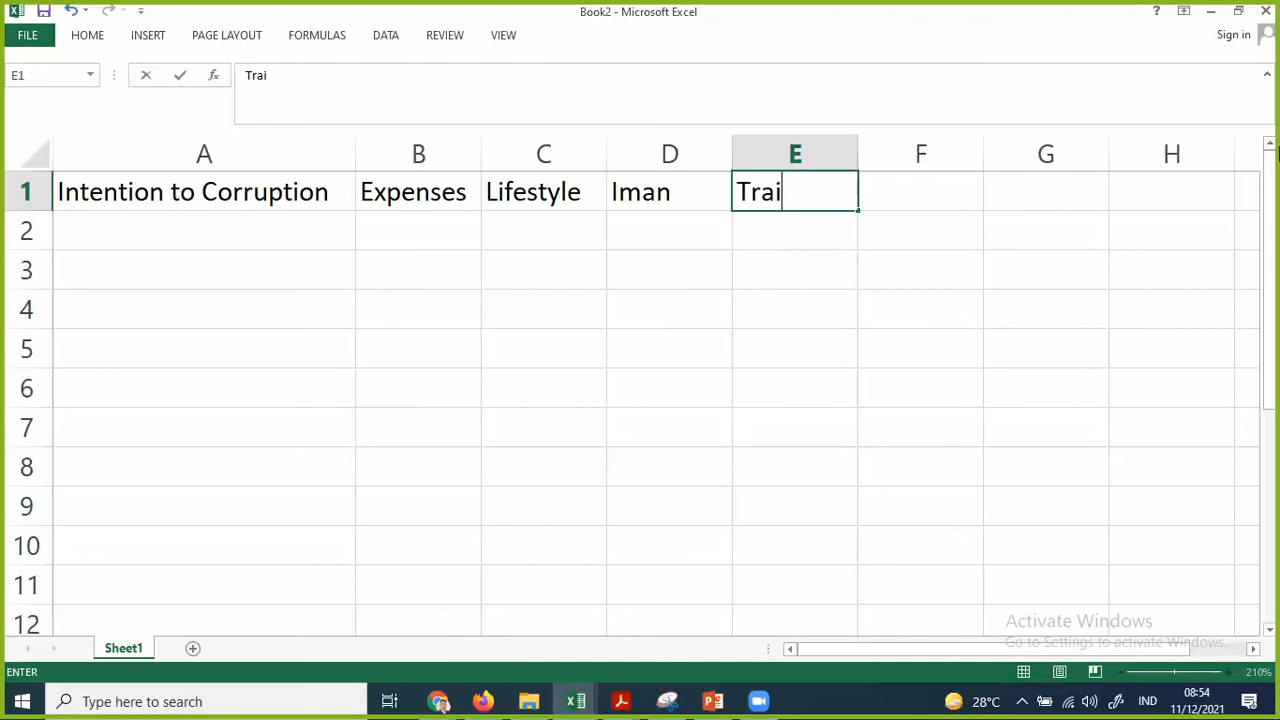 Book2 - Microsoft Excel
?
FILE HOME INSERT PAGE LAYOUT FORMULAS DATA REVIEW VIEW Sign in
E1 fx Trai
A B C D E F G H
1 Intention to Corruption Expenses Lifestyle Iman Trai
2
3
4
5
6
7
8
9
10
11
12
Activate Windows
Go to Settings to activate Windows.
Sheet1
ENTER 210%
Type here to search 28°C IND 08:54
11/12/2021